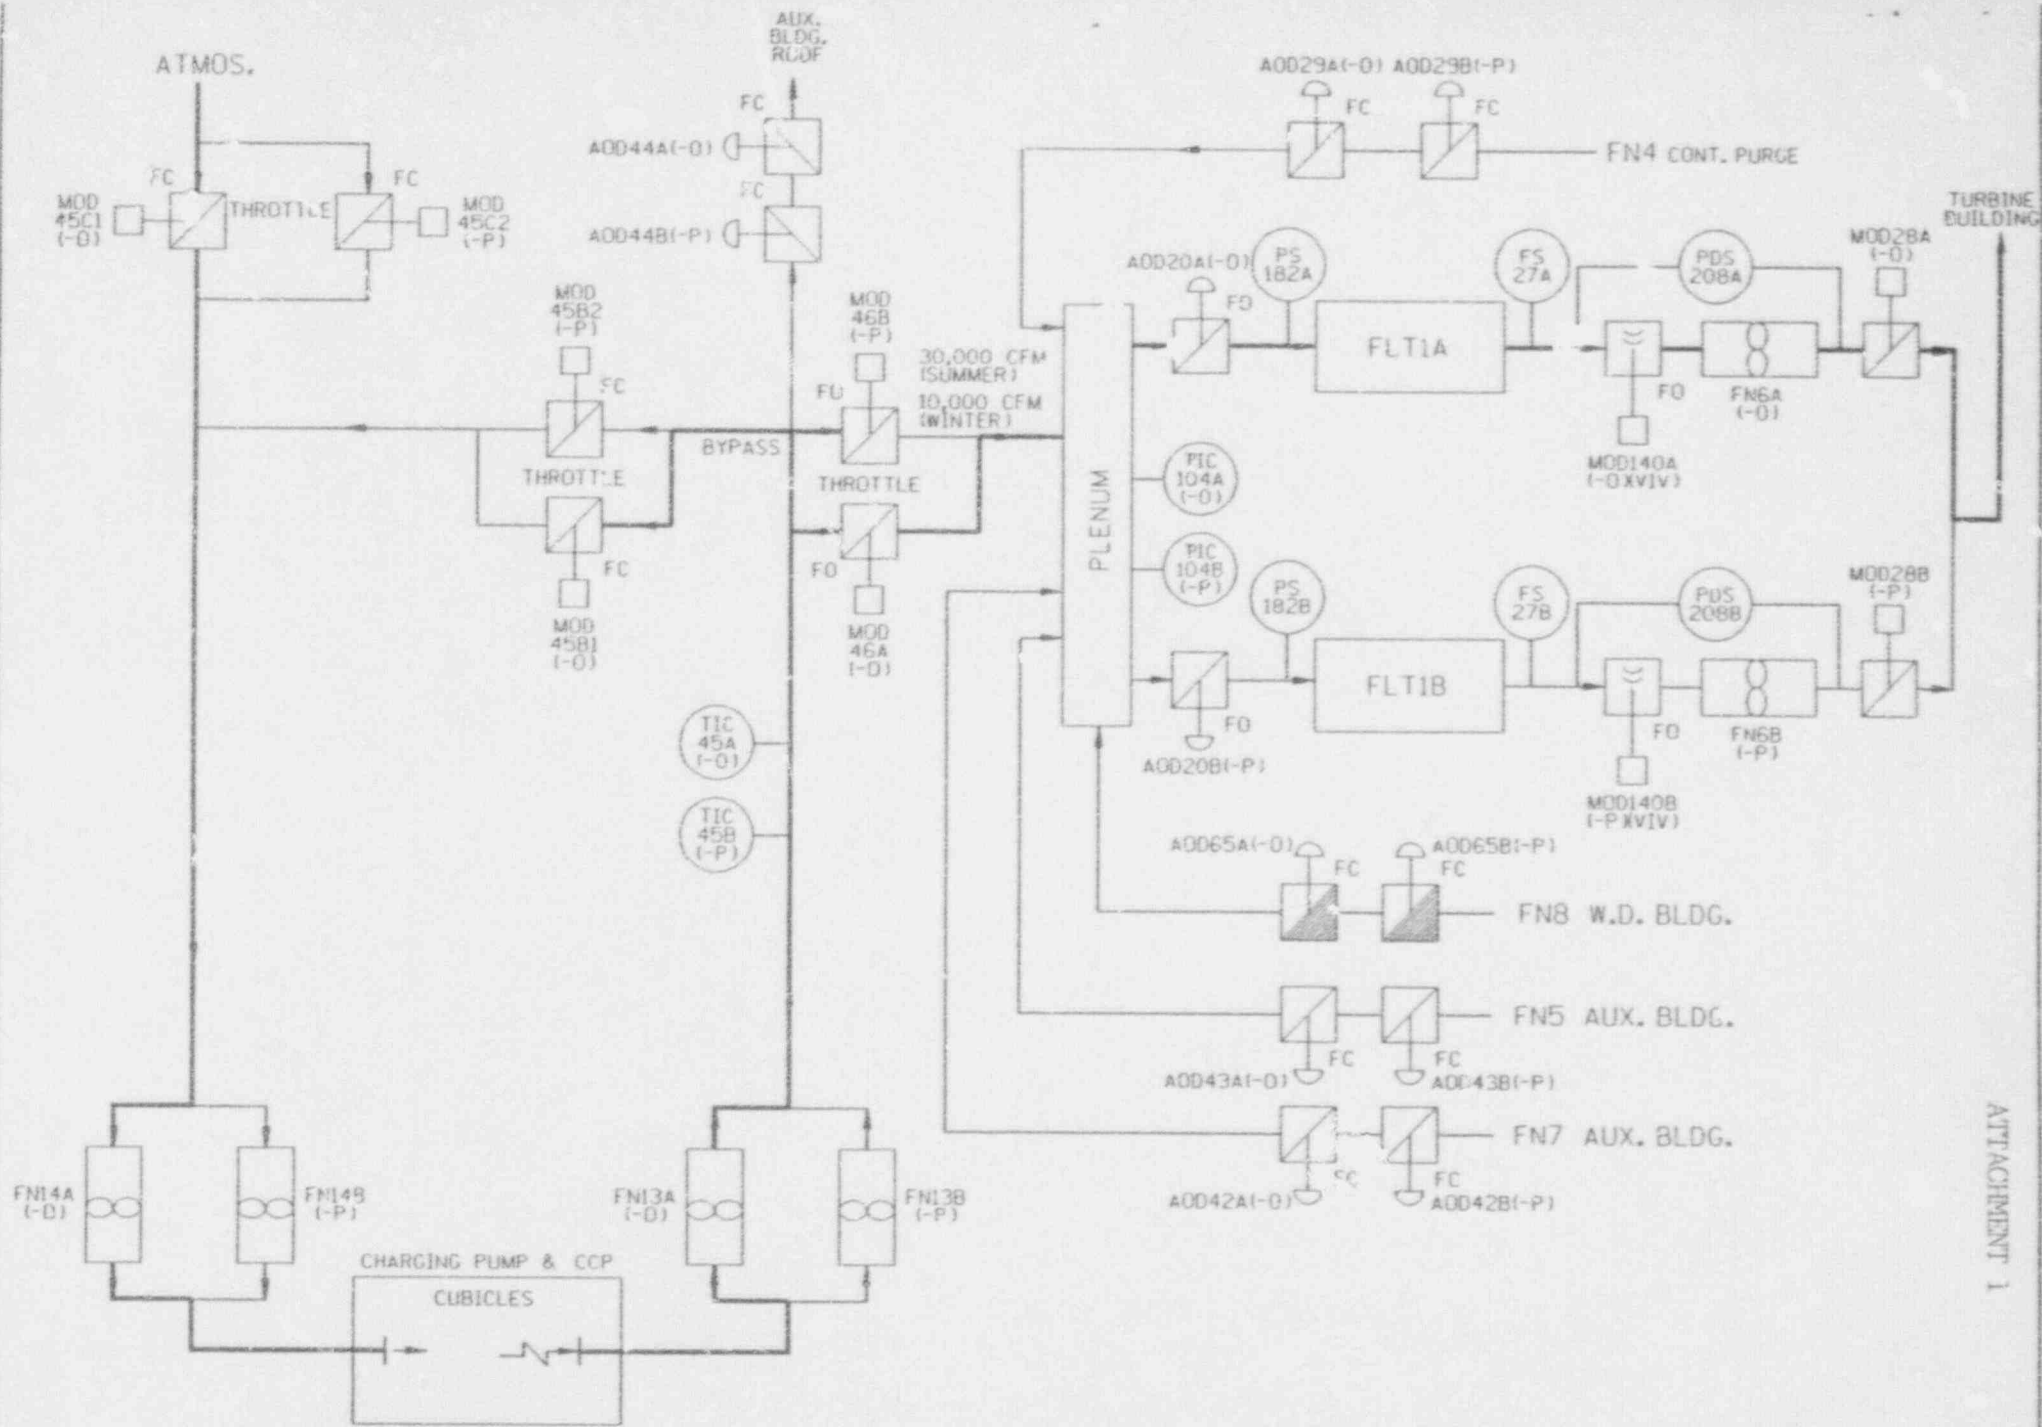 ATMOS.
FC
FC
MOD
45C1
(-O)
THROTTLE
MOD
45C2
(-P)
AUX.
BLDG.
ROOF
FC
AOD44A(-O)
FC
AOD44B(-P)
MOD
45B2
(-P)
FC
THROTTLE
FC
MOD
45B1
(-O)
BYPASS
MOD
46B
(-P)
FO
30,000 CFM
(SUMMER)
10,000 CFM
(WINTER)
THROTTLE
FO
MOD
46A
(-O)
TIC
45A
(-O)
TIC
45B
(-P)
FN14A
(-O)
FN14B
(-P)
FN13A
(-O)
FN13B
(-P)
CHARGING PUMP & CCP
CUBICLES
AOD29A(-O) AOD29B(-P)
FC
FC
FN4 CONT. PURGE
TURBINE
BUILDING
AOD20A(-O)
FO
PS
182A
FLT1A
FS
27A
PDS
208A
MOD28A
(-O)
FO
FN6A
(-O)
MOD140A
(-O)(VIV)
PLENUM
PIC
104A
(-O)
PIC
104B
(-P)
PS
182B
FLT1B
FS
27B
PDS
208B
MOD28B
(-P)
FO
AOD20B(-P)
FO
FN6B
(-P)
MOD140B
(-P)(VIV)
AOD65A(-O)
FC
AOD65B(-P)
FC
FN8 W.D. BLDG.
FN5 AUX. BLDG.
FC
FC
AOD43A(-O)
AOD43B(-P)
FN7 AUX. BLDG.
FC
FC
AOD42A(-O)
AOD42B(-P)
ATTACHMENT 1